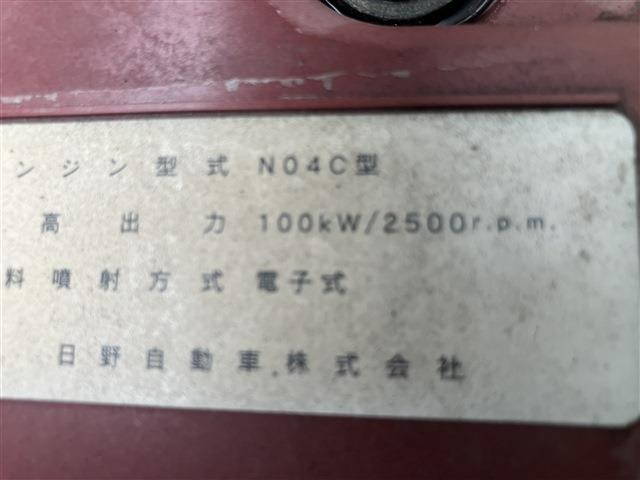 ンジン型式 N04C型
高出力 100kW/2500r.p.m.
料噴射方式 電子式
日野自動車株式会社